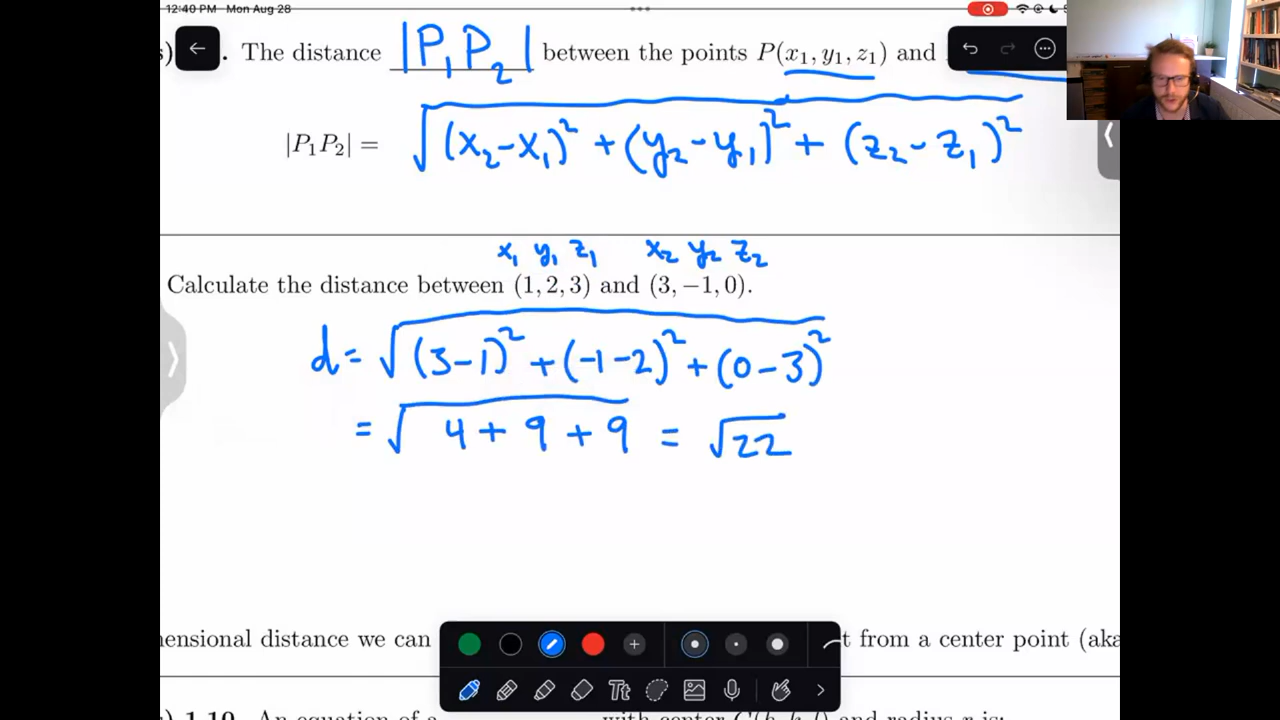 12:40 PM Mon Aug 28
s) . The distance |P₁P₂| between the points P(x₁, y₁, z₁) and
|P₁P₂| = √((x₂-x₁)² + (y₂-y₁)² + (z₂-z₁)²)
x₁ y₁ z₁ x₂ y₂ z₂
Calculate the distance between (1, 2, 3) and (3, −1, 0).
d = √((3-1)² + (-1-2)² + (0-3)²)
= √(4 + 9 + 9) = √22
nensional distance we can t from a center point (aka
s) 1.10 An equation of a with center C(h, k, l) and radius r is:
Tt